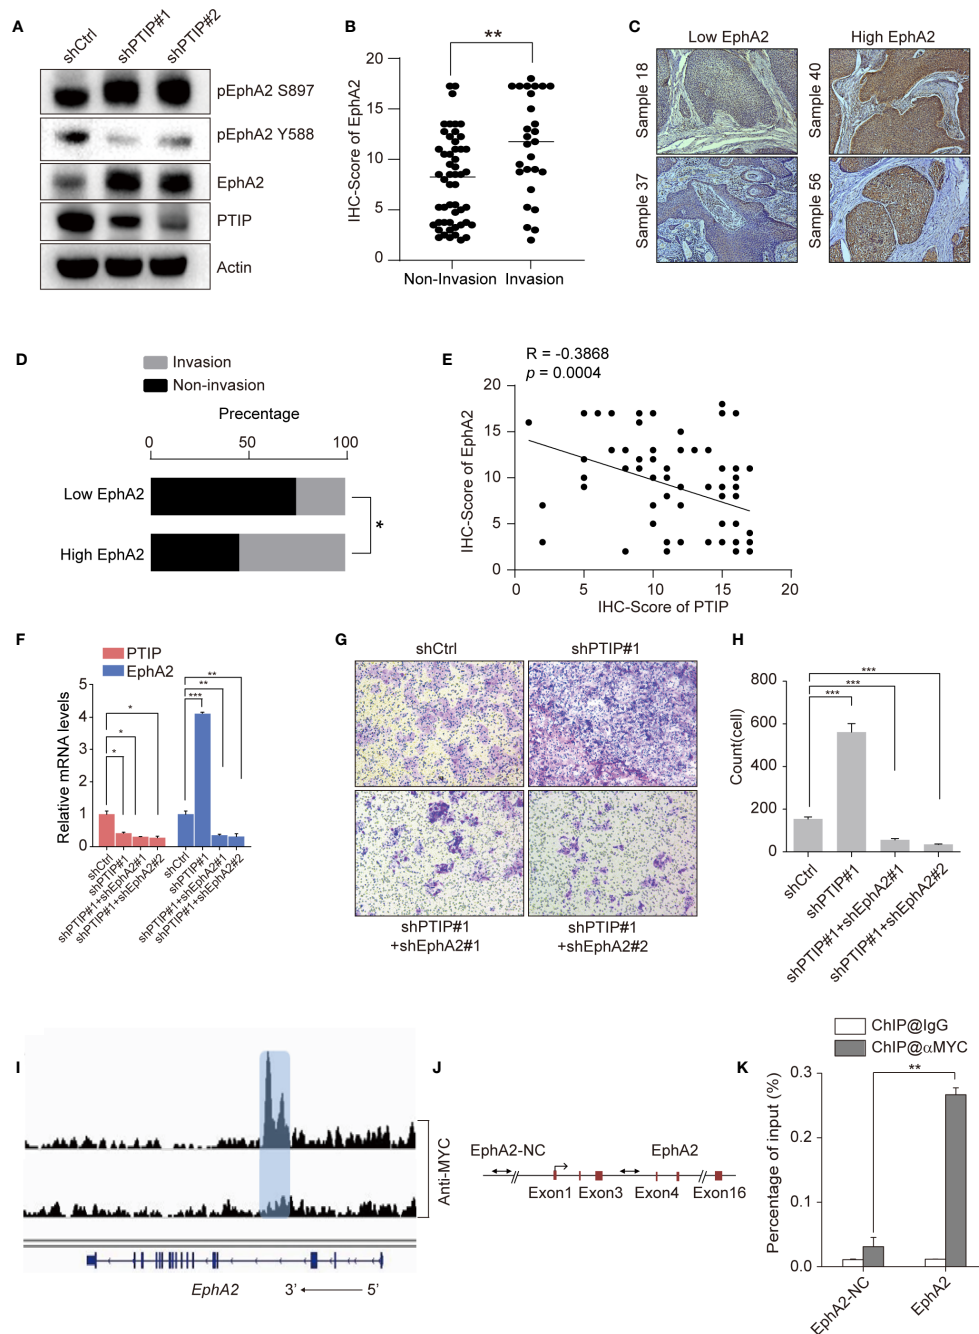 A
shCtrl
shPTIP#1
shPTIP#2
pEphA2 S897
pEphA2 Y588
EphA2
PTIP
Actin
B
**
IHC-Score of EphA2
20
15
10
5
0
Non-Invasion
Invasion
C
Low EphA2
High EphA2
Sample 18
Sample 40
Sample 37
Sample 56
D
Invasion
Non-invasion
Precentage
0
50
100
Low EphA2
High EphA2
*
E
R = -0.3868
p = 0.0004
IHC-Score of EphA2
20
15
10
5
0
0
5
10
15
20
IHC-Score of PTIP
F
PTIP
EphA2
Relative mRNA levels
5
4
3
2
1
0
*
*
*
**
**
***
shCtrl
shPTIP#1
shPTIP#1+shEphA2#1
shPTIP#1+shEphA2#2
shCtrl
shPTIP#1
shPTIP#1+shEphA2#1
shPTIP#1+shEphA2#2
G
shCtrl
shPTIP#1
shPTIP#1
+shEphA2#1
shPTIP#1
+shEphA2#2
H
Count(cell)
800
600
400
200
0
***
***
***
shCtrl
shPTIP#1
shPTIP#1+shEphA2#1
shPTIP#1+shEphA2#2
I
Anti-MYC
EphA2
3’
5’
J
EphA2-NC
EphA2
Exon1
Exon3
Exon4
Exon16
K
ChIP@IgG
ChIP@αMYC
Percentage of input (%)
0.3
0.2
0.1
0.0
**
EphA2-NC
EphA2